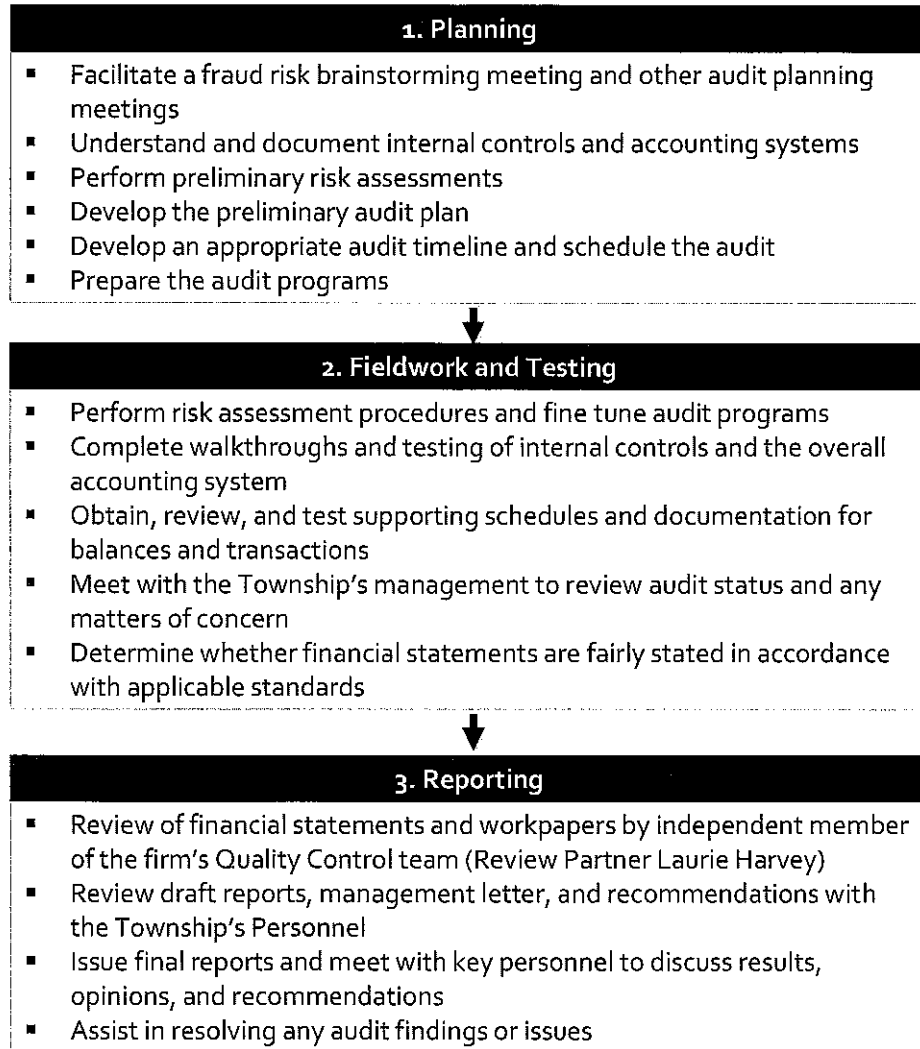 1. Planning
▪ Facilitate a fraud risk brainstorming meeting and other audit planning
meetings
▪ Understand and document internal controls and accounting systems
▪ Perform preliminary risk assessments
▪ Develop the preliminary audit plan
▪ Develop an appropriate audit timeline and schedule the audit
▪ Prepare the audit programs
2. Fieldwork and Testing
▪ Perform risk assessment procedures and fine tune audit programs
▪ Complete walkthroughs and testing of internal controls and the overall
accounting system
▪ Obtain, review, and test supporting schedules and documentation for
balances and transactions
▪ Meet with the Township's management to review audit status and any
matters of concern
▪ Determine whether financial statements are fairly stated in accordance
with applicable standards
3. Reporting
▪ Review of financial statements and workpapers by independent member
of the firm's Quality Control team (Review Partner Laurie Harvey)
▪ Review draft reports, management letter, and recommendations with
the Township's Personnel
▪ Issue final reports and meet with key personnel to discuss results,
opinions, and recommendations
▪ Assist in resolving any audit findings or issues